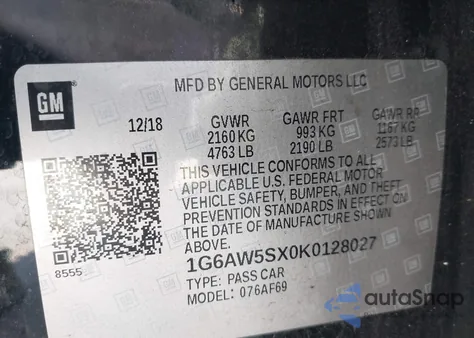 GM
MFD BY GENERAL MOTORS LLC
12/18 GVWR GAWR FRT GAWR RR
2160 KG 993 KG 1167 KG
4763 LB 2190 LB 2573 LB
THIS VEHICLE CONFORMS TO ALL
APPLICABLE U.S. FEDERAL MOTOR
VEHICLE SAFETY, BUMPER, AND THEFT
PREVENTION STANDARDS IN EFFECT ON
THE DATE OF MANUFACTURE SHOWN
ABOVE.
1G6AW5SX0K0128027
8555
TYPE: PASS CAR
MODEL: 076AF69
autoSnap